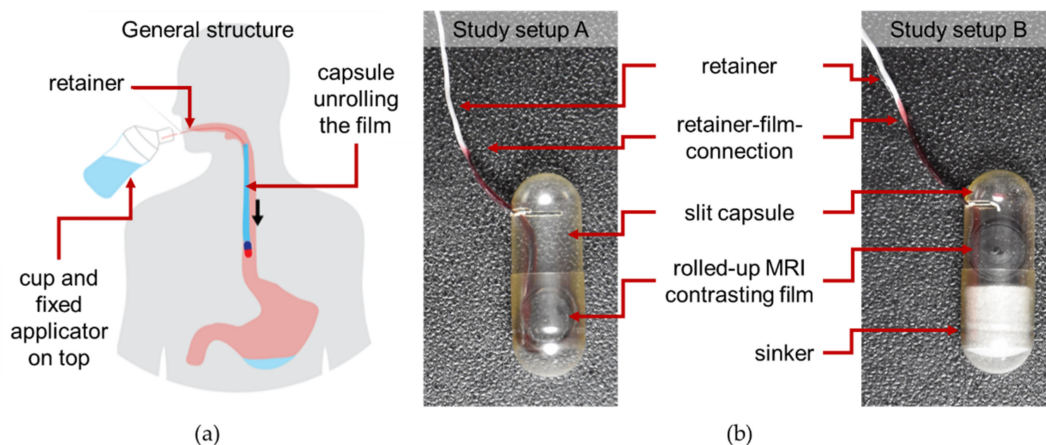 General structure
retainer
capsule
unrolling
the film
cup and
fixed
applicator
on top
(a)
Study setup A
Study setup B
retainer
retainer-film-
connection
slit capsule
rolled-up MRI
contrasting film
sinker
(b)